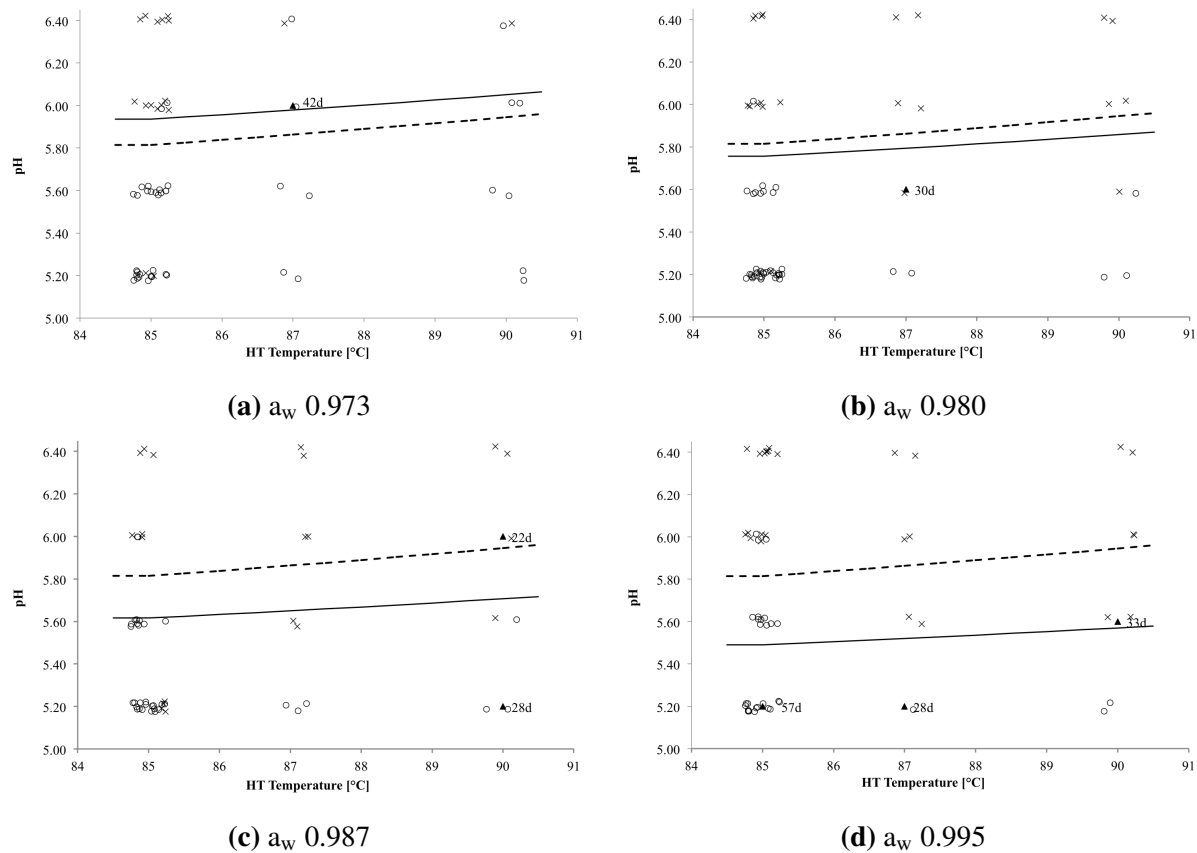 6.40
6.20
6.00
5.80
5.60
5.40
5.20
5.00
pH
42d
84 85 86 87 88 89 90 91
HT Temperature [°C]
(a) aw 0.973
6.40
6.20
6.00
5.80
5.60
5.40
5.20
5.00
pH
30d
84 85 86 87 88 89 90 91
HT Temperature [°C]
(b) aw 0.980
6.40
6.20
6.00
5.80
5.60
5.40
5.20
5.00
pH
22d
28d
84 85 86 87 88 89 90 91
HT Temperature [°C]
(c) aw 0.987
6.40
6.20
6.00
5.80
5.60
5.40
5.20
5.00
pH
33d
57d 28d
84 85 86 87 88 89 90 91
HT Temperature [°C]
(d) aw 0.995